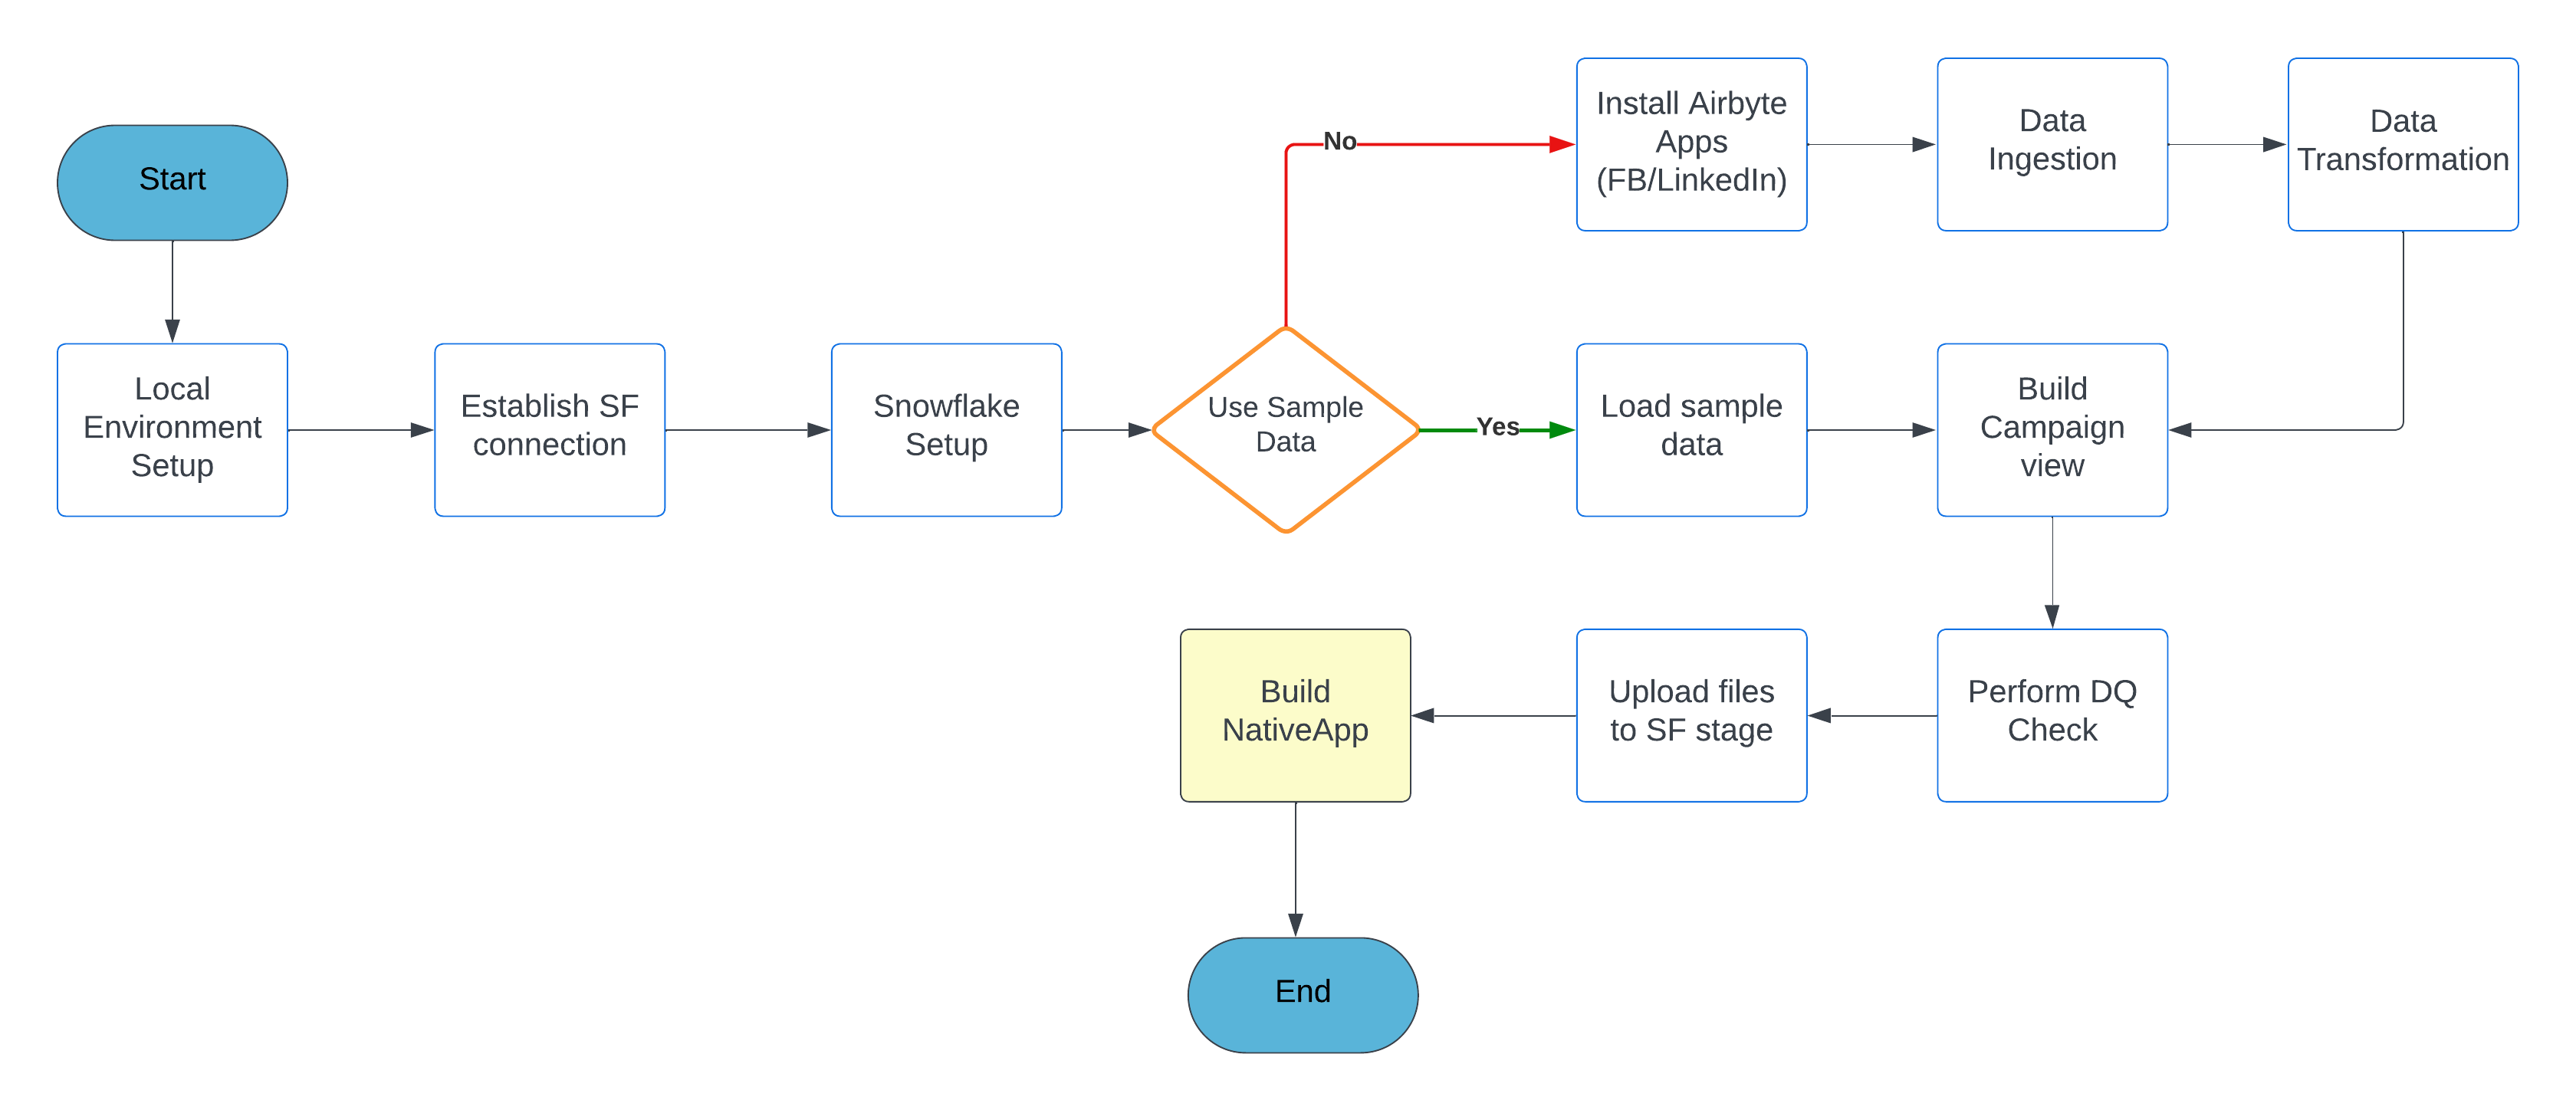 Start
Local
Environment
Setup
Establish SF
connection
Snowflake
Setup
Use Sample
Data
No
Install Airbyte
Apps
(FB/LinkedIn)
Data
Ingestion
Data
Transformation
Yes
Load sample
data
Build
Campaign
view
Perform DQ
Check
Upload files
to SF stage
Build
NativeApp
End